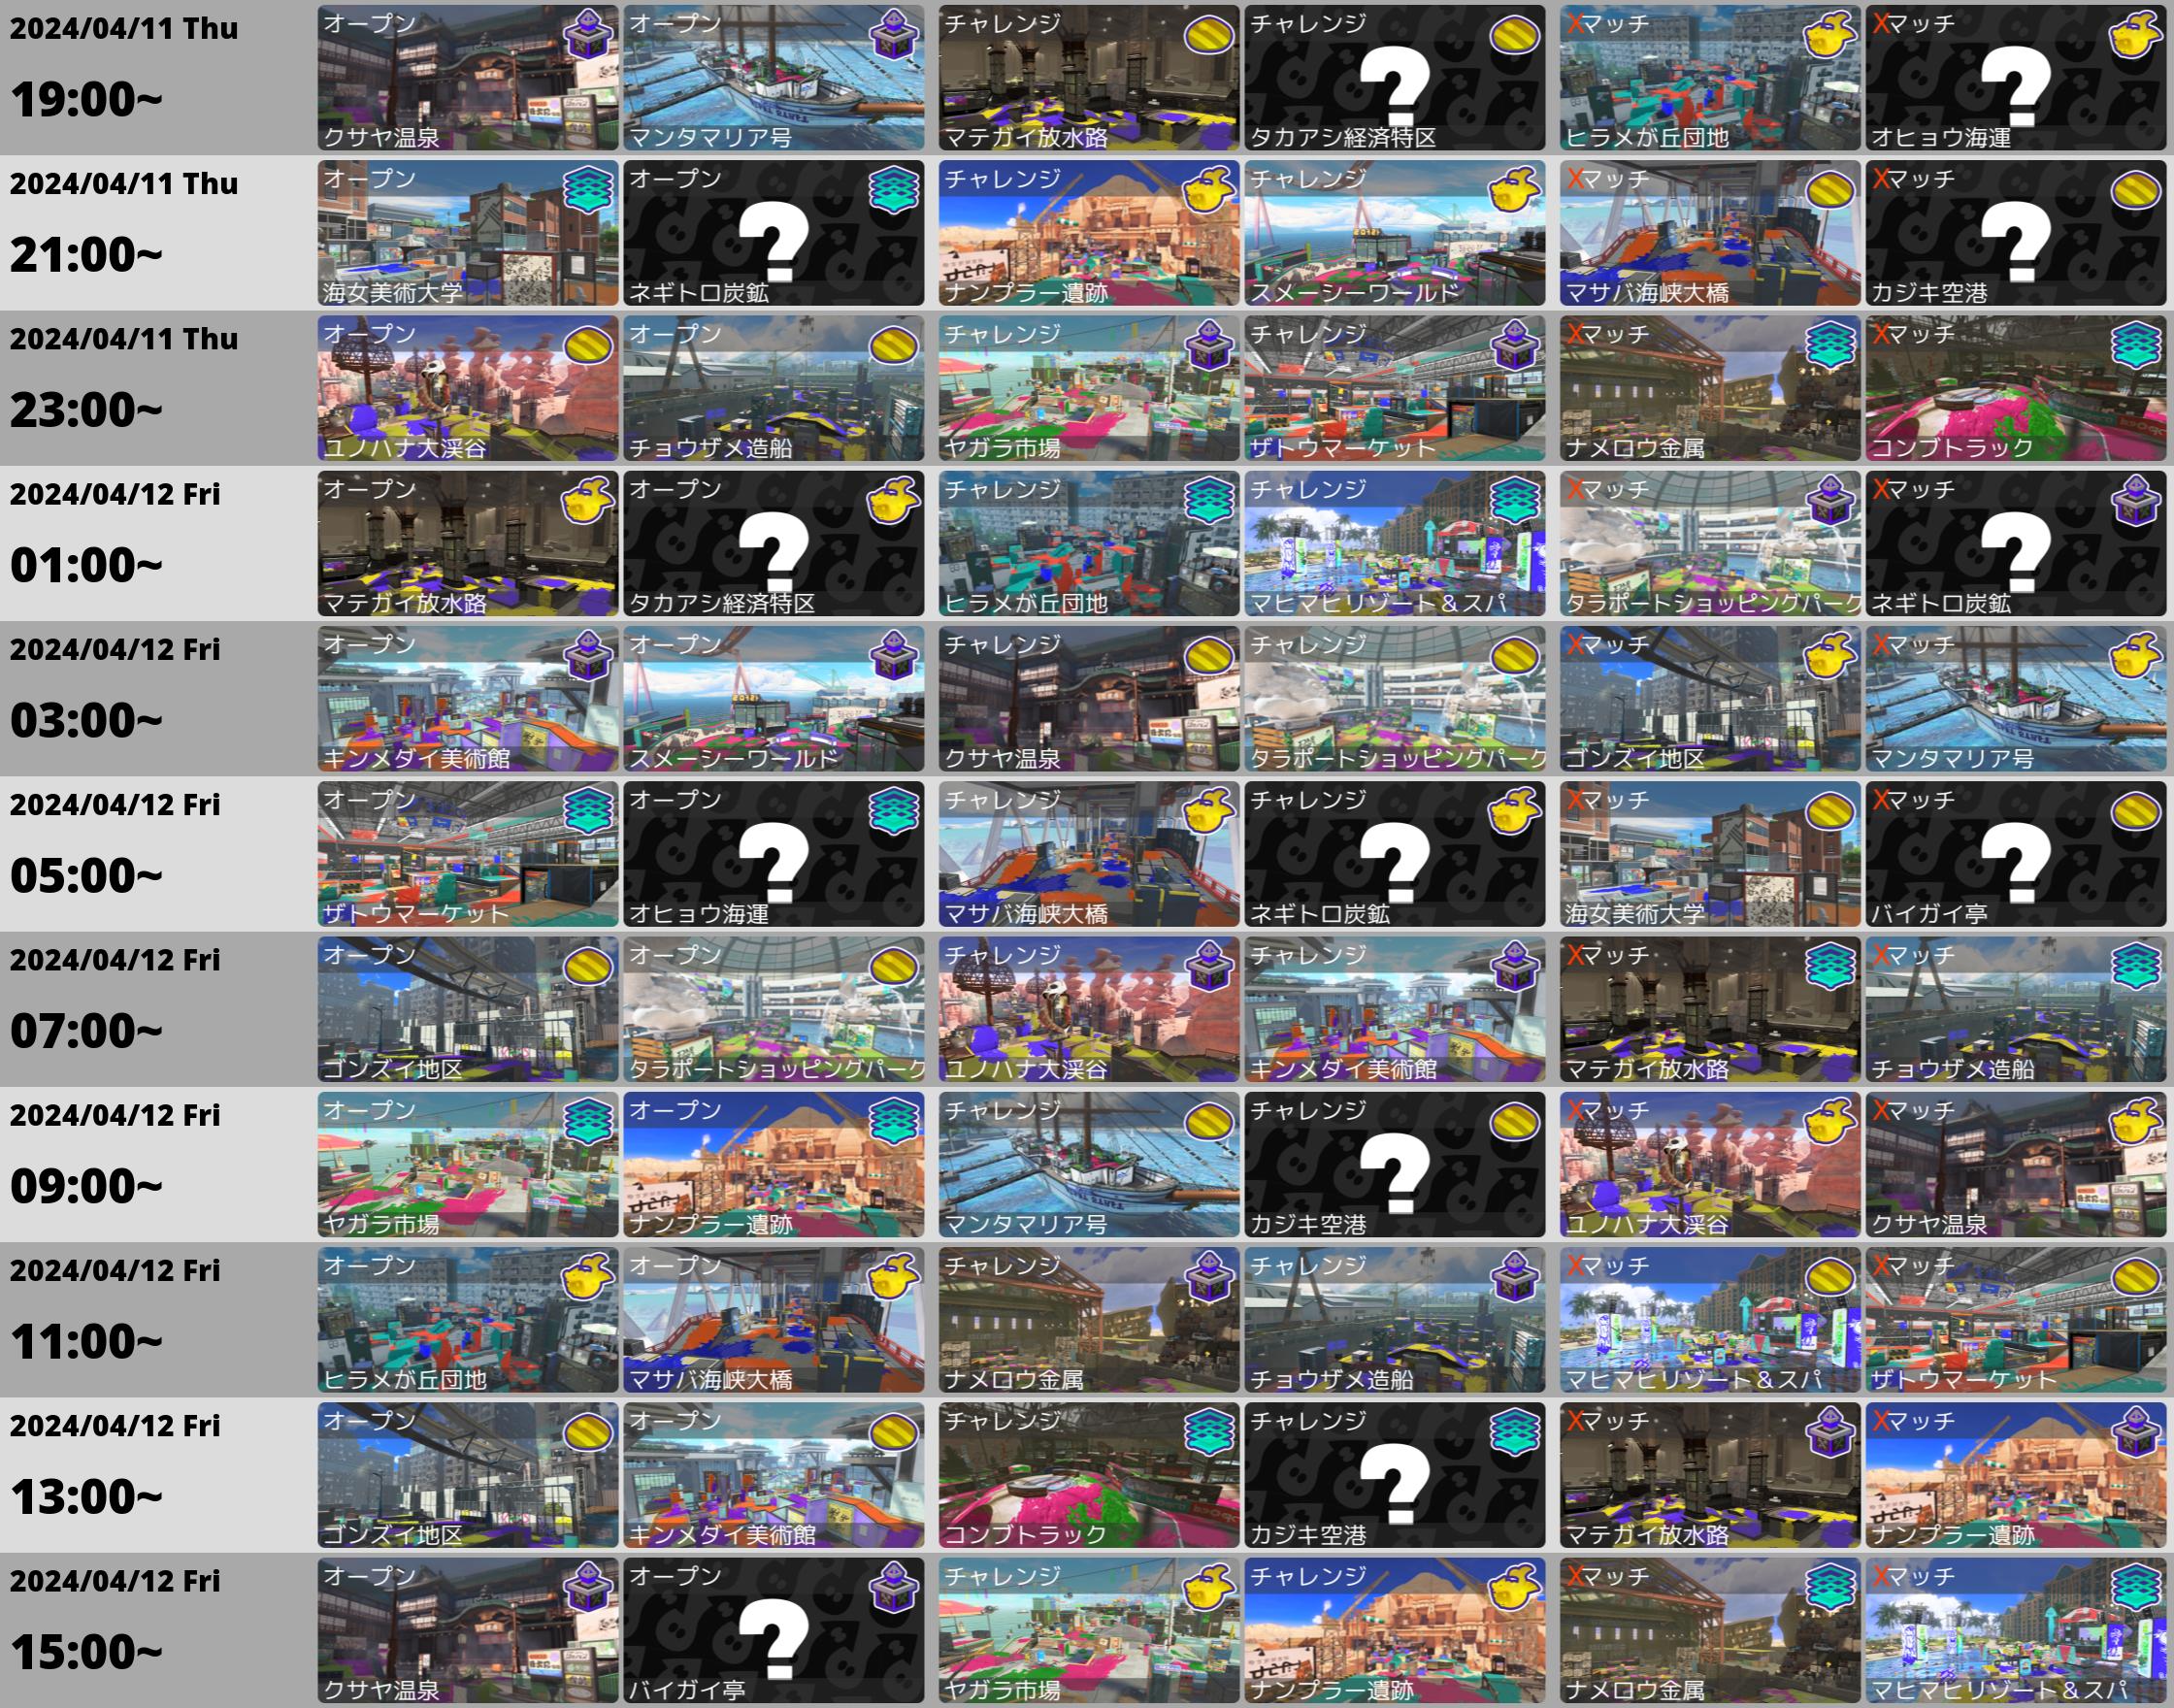 2024/04/11 Thu
19:00~
オープン
クサヤ温泉
オープン
マンタマリア号
チャレンジ
マテガイ放水路
チャレンジ
?
タカアシ経済特区
Xマッチ
ヒラメが丘団地
Xマッチ
?
オヒョウ海運
2024/04/11 Thu
21:00~
オープン
海女美術大学
オープン
?
ネギトロ炭鉱
チャレンジ
ナンプラー遺跡
チャレンジ
スメーシーワールド
Xマッチ
マサバ海峡大橋
Xマッチ
?
カジキ空港
2024/04/11 Thu
23:00~
オープン
ユノハナ大渓谷
オープン
チョウザメ造船
チャレンジ
ヤガラ市場
チャレンジ
ザトウマーケット
Xマッチ
ナメロウ金属
Xマッチ
コンブトラック
2024/04/12 Fri
01:00~
オープン
マテガイ放水路
オープン
?
タカアシ経済特区
チャレンジ
ヒラメが丘団地
チャレンジ
マヒマヒリゾート＆スパ
Xマッチ
タラポートショッピングパーク
Xマッチ
?
ネギトロ炭鉱
2024/04/12 Fri
03:00~
オープン
キンメダイ美術館
オープン
スメーシーワールド
チャレンジ
クサヤ温泉
チャレンジ
タラポートショッピングパーク
Xマッチ
ゴンズイ地区
Xマッチ
マンタマリア号
2024/04/12 Fri
05:00~
オープン
ザトウマーケット
オープン
?
オヒョウ海運
チャレンジ
マサバ海峡大橋
チャレンジ
?
ネギトロ炭鉱
Xマッチ
海女美術大学
Xマッチ
?
バイガイ亭
2024/04/12 Fri
07:00~
オープン
ゴンズイ地区
オープン
タラポートショッピングパーク
チャレンジ
ユノハナ大渓谷
チャレンジ
キンメダイ美術館
Xマッチ
マテガイ放水路
Xマッチ
チョウザメ造船
2024/04/12 Fri
09:00~
オープン
ヤガラ市場
オープン
ナンプラー遺跡
チャレンジ
マンタマリア号
チャレンジ
?
カジキ空港
Xマッチ
ユノハナ大渓谷
Xマッチ
クサヤ温泉
2024/04/12 Fri
11:00~
オープン
ヒラメが丘団地
オープン
マサバ海峡大橋
チャレンジ
ナメロウ金属
チャレンジ
チョウザメ造船
Xマッチ
マヒマヒリゾート＆スパ
Xマッチ
ザトウマーケット
2024/04/12 Fri
13:00~
オープン
ゴンズイ地区
オープン
キンメダイ美術館
チャレンジ
コンブトラック
チャレンジ
?
カジキ空港
Xマッチ
マテガイ放水路
Xマッチ
ナンプラー遺跡
2024/04/12 Fri
15:00~
オープン
クサヤ温泉
オープン
?
バイガイ亭
チャレンジ
ヤガラ市場
チャレンジ
ナンプラー遺跡
Xマッチ
ナメロウ金属
Xマッチ
マヒマヒリゾート＆スパ